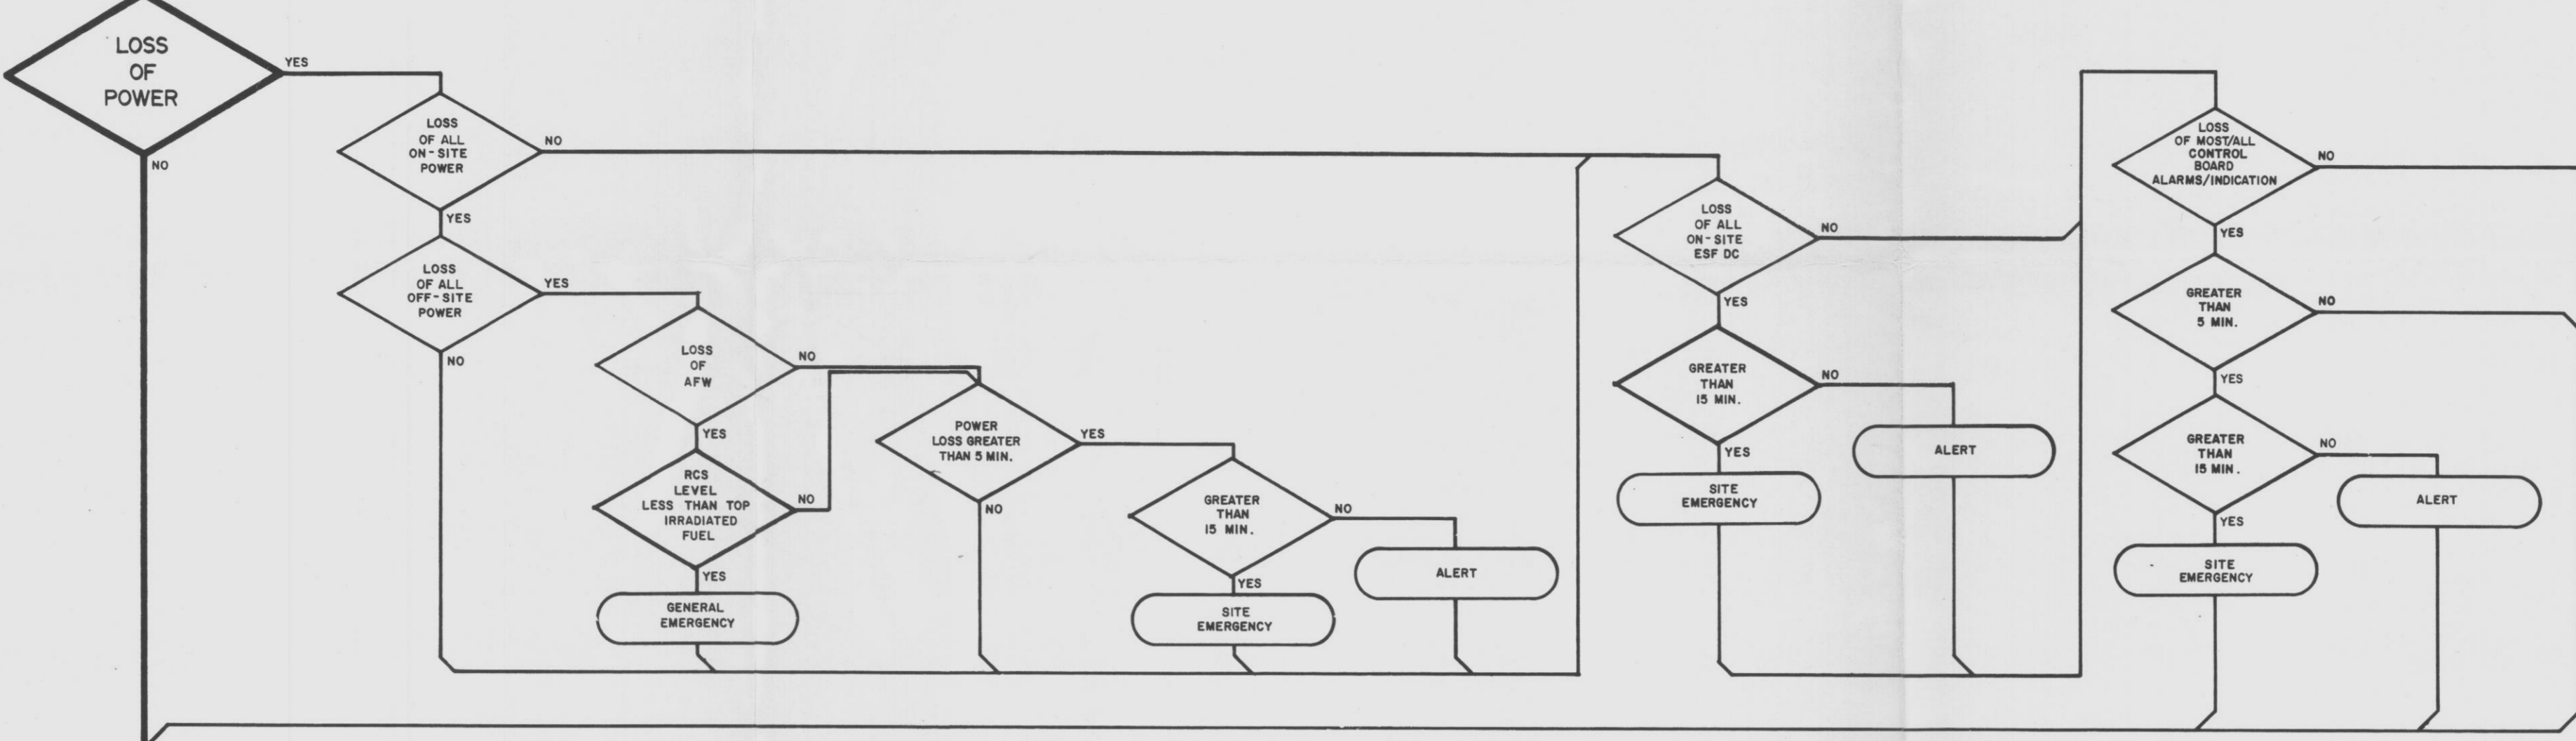 LOSS
OF
POWER
YES
NO
LOSS
OF ALL
ON-SITE
POWER
NO
YES
LOSS
OF ALL
OFF-SITE
POWER
YES
NO
LOSS
OF
AFW
NO
YES
RCS
LEVEL
LESS THAN TOP
IRRADIATED
FUEL
NO
YES
GENERAL
EMERGENCY
POWER
LOSS GREATER
THAN 5 MIN.
YES
NO
GREATER
THAN
15 MIN.
NO
YES
SITE
EMERGENCY
ALERT
LOSS
OF ALL
ON-SITE
ESF DC
NO
YES
GREATER
THAN
15 MIN.
NO
YES
SITE
EMERGENCY
ALERT
LOSS
OF MOST/ALL
CONTROL
BOARD
ALARMS/INDICATION
NO
YES
GREATER
THAN
5 MIN.
NO
YES
GREATER
THAN
15 MIN.
NO
YES
SITE
EMERGENCY
ALERT